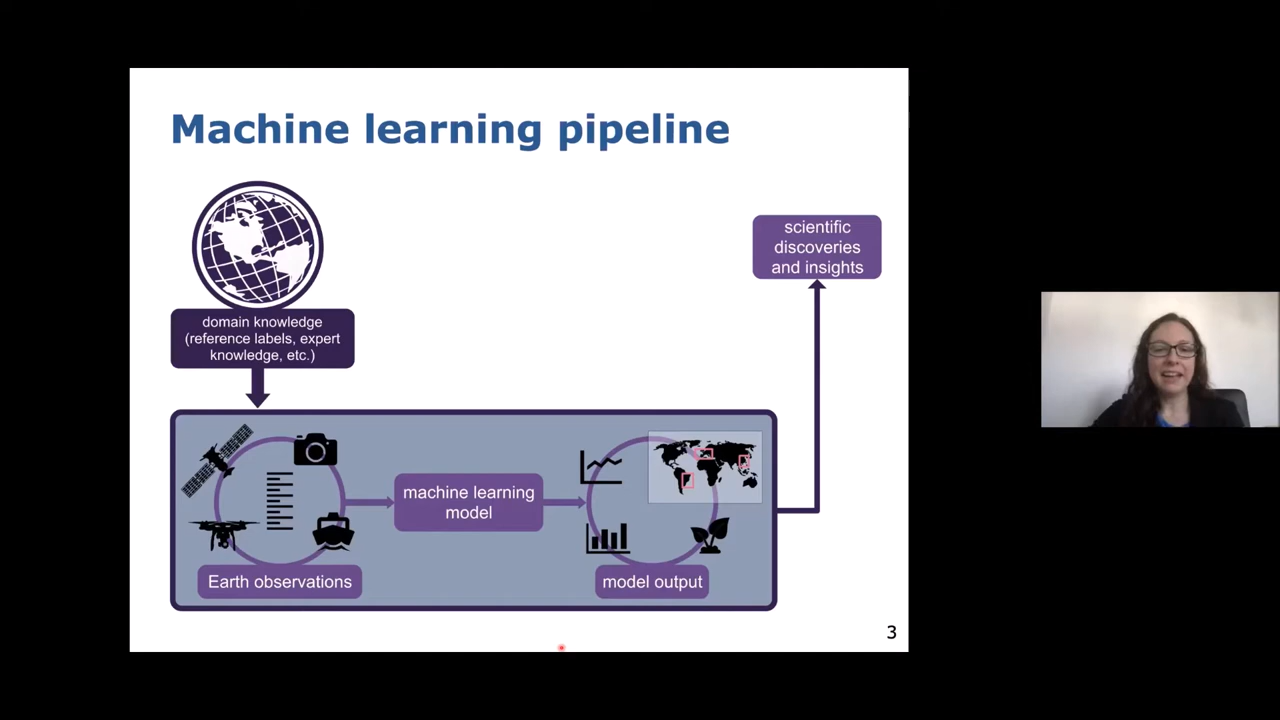 Machine learning pipeline
domain knowledge
(reference labels, expert
knowledge, etc.)
scientific
discoveries
and insights
machine learning
model
Earth observations
model output
3